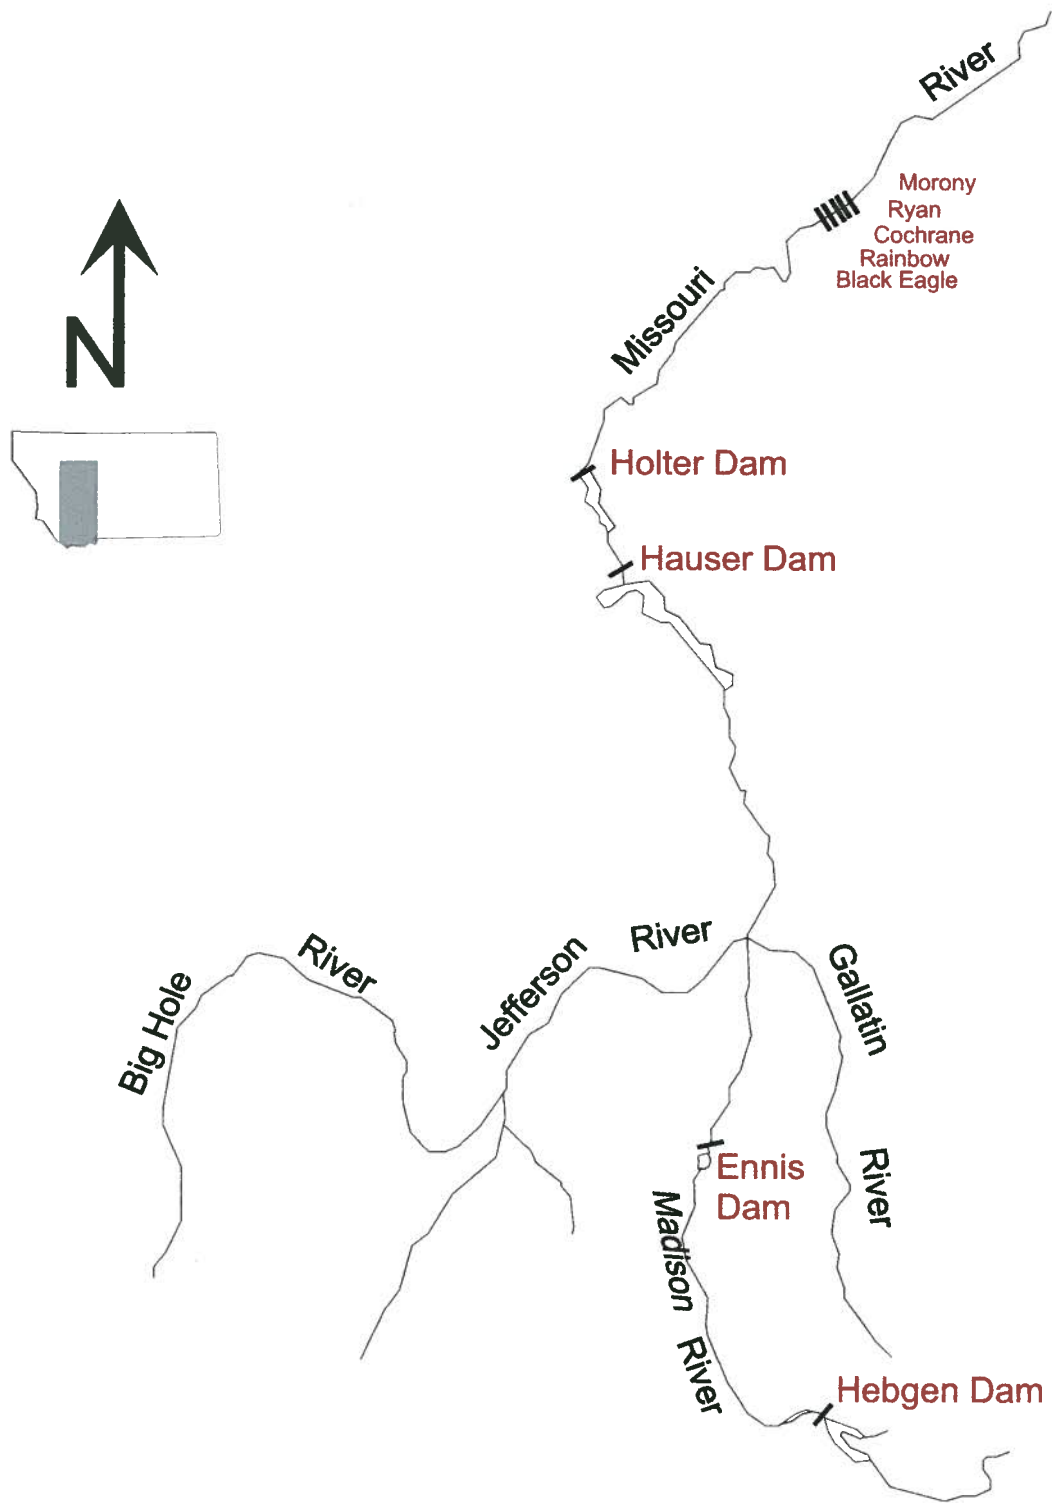 River
Morony
Ryan
Cochrane
Rainbow
Black Eagle
Missouri
N
Holter Dam
Hauser Dam
River
Jefferson
River
Big Hole
Gallatin
River
Ennis
Dam
Madison
River
Hebgen Dam